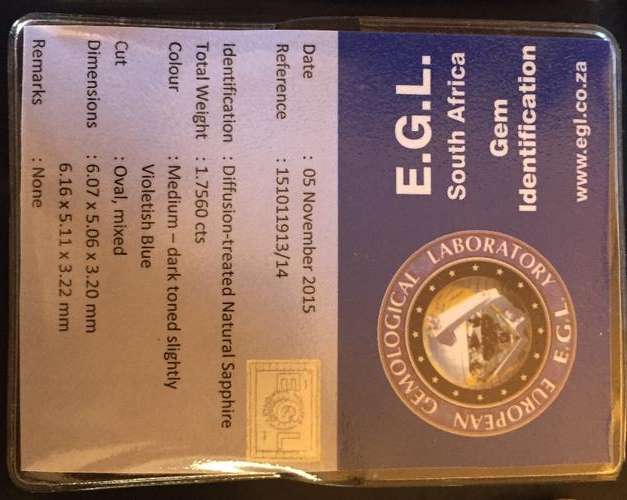 E.G.L.
South Africa
Gem
Identification
www.egl.co.za
EUROPEAN GEMOLOGICAL LABORATORY
E.G.L.
Date : 05 November 2015
Reference : 151011913/14
Identification : Diffusion-treated Natural Sapphire
Total Weight : 1.7560 cts
Colour : Medium – dark toned slightly
Violetish Blue
Cut : Oval, mixed
Dimensions : 6.07 x 5.06 x 3.20 mm
6.16 x 5.11 x 3.22 mm
Remarks : None
EGL